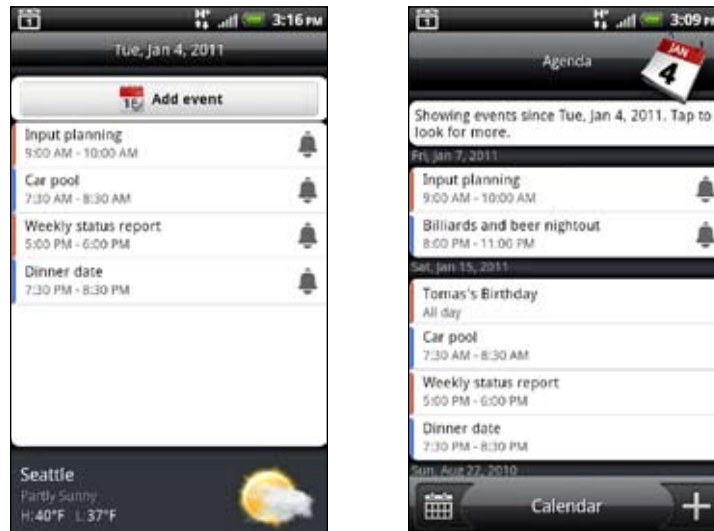 3:16 PM
Tue, Jan 4, 2011
Add event
Input planning
9:00 AM - 10:00 AM
Car pool
7:30 AM - 8:30 AM
Weekly status report
5:00 PM - 6:00 PM
Dinner date
7:30 PM - 8:30 PM
Seattle
Partly Sunny
H:40°F L:37°F
3:09 PM
Agenda
JAN
4
Showing events since Tue, Jan 4, 2011. Tap to
look for more.
Fri, Jan 7, 2011
Input planning
9:00 AM - 10:00 AM
Billiards and beer nightout
8:00 PM - 11:00 PM
Sat, Jan 15, 2011
Tomas's Birthday
All day
Car pool
7:30 AM - 8:30 AM
Weekly status report
5:00 PM - 6:00 PM
Dinner date
7:30 PM - 8:30 PM
Sun, Aug 22, 2010
Calendar